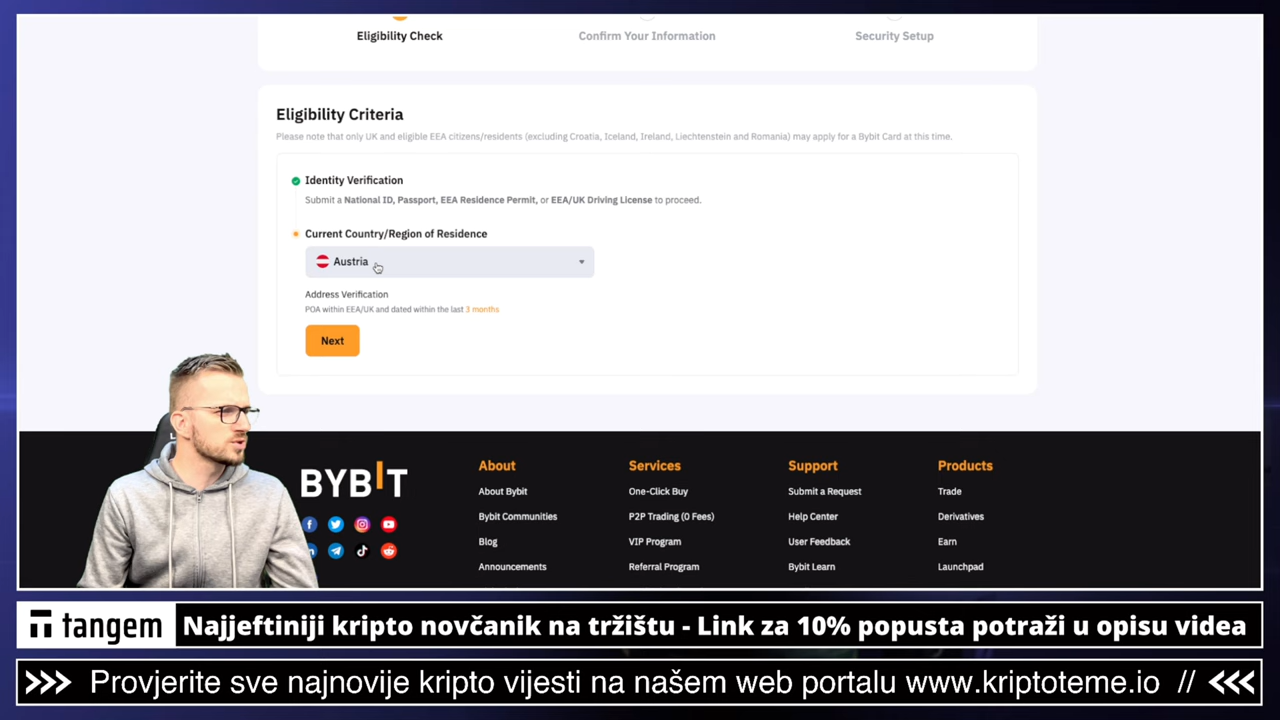 Eligibility Check
Confirm Your Information
Security Setup
Eligibility Criteria
Please note that only UK and eligible EEA citizens/residents (excluding Croatia, Iceland, Ireland, Liechtenstein and Romania) may apply for a Bybit Card at this time.
Identity Verification
Submit a National ID, Passport, EEA Residence Permit, or EEA/UK Driving License to proceed.
Current Country/Region of Residence
Austria
Address Verification
POA within EEA/UK and dated within the last 3 months
Next
BYBIT
About
About Bybit
Bybit Communities
Blog
Announcements
Services
One-Click Buy
P2P Trading (0 Fees)
VIP Program
Referral Program
Support
Submit a Request
Help Center
User Feedback
Bybit Learn
Products
Trade
Derivatives
Earn
Launchpad
tangem
Najjeftiniji kripto novčanik na tržištu - Link za 10% popusta potraži u opisu videa
>>> Provjerite sve najnovije kripto vijesti na našem web portalu www.kriptoteme.io // <<<